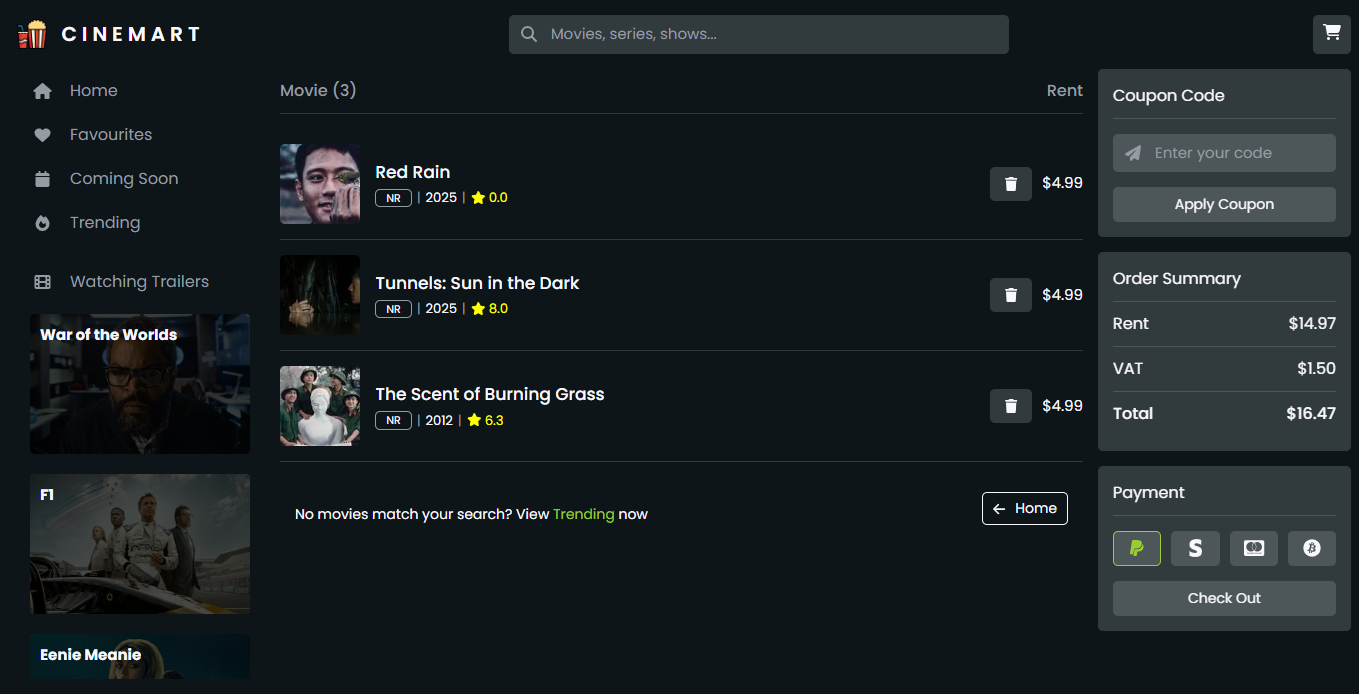 CINEMART
Movies, series, shows...
Home
Favourites
Coming Soon
Trending
Watching Trailers
War of the Worlds
F1
Eenie Meanie
Movie (3) Rent
Red Rain
NR | 2025 | 0.0
$4.99
Tunnels: Sun in the Dark
NR | 2025 | 8.0
$4.99
The Scent of Burning Grass
NR | 2012 | 6.3
$4.99
No movies match your search? View Trending now
Home
Coupon Code
Enter your code
Apply Coupon
Order Summary
Rent $14.97
VAT $1.50
Total $16.47
Payment
Check Out